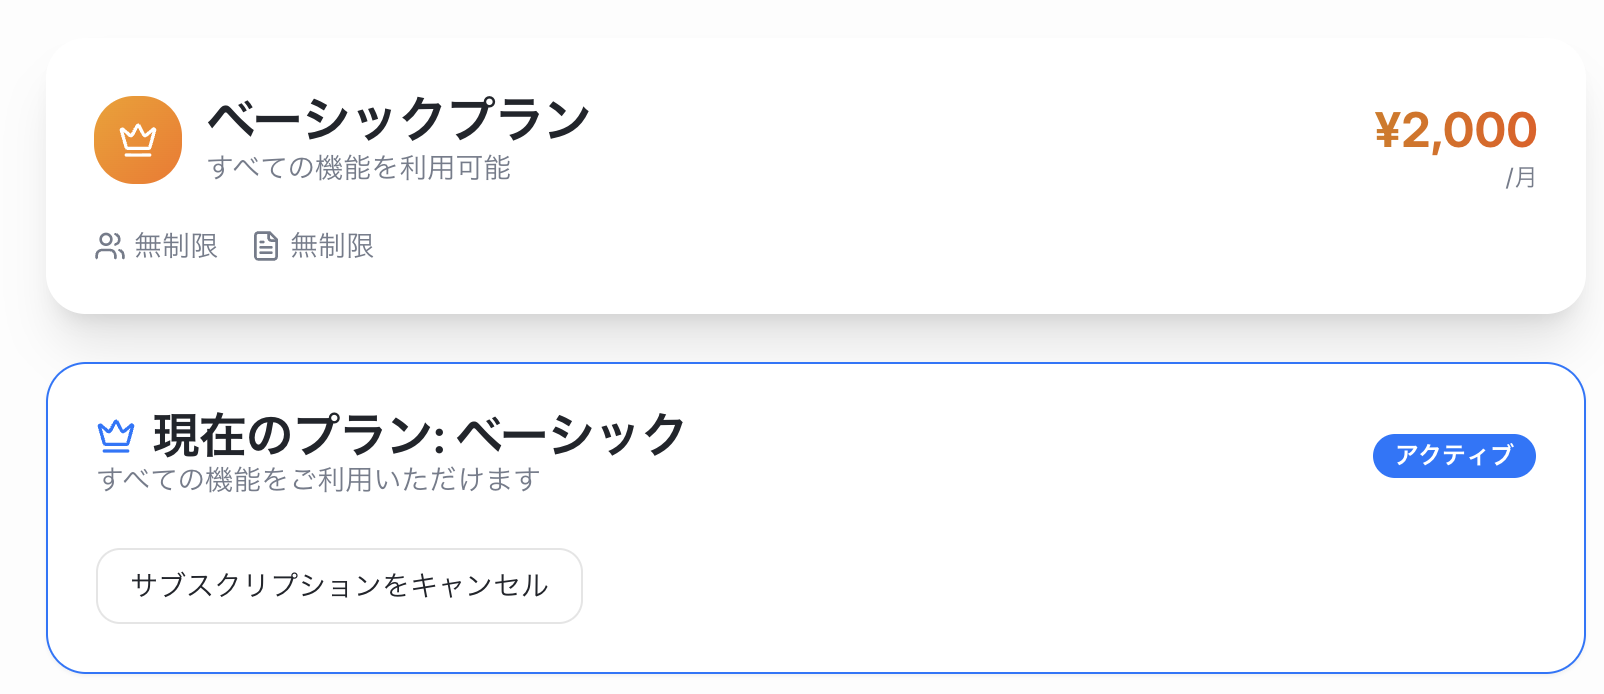 ベーシックプラン
すべての機能を利用可能
¥2,000
/月
無制限 無制限
現在のプラン: ベーシック
すべての機能をご利用いただけます
アクティブ
サブスクリプションをキャンセル